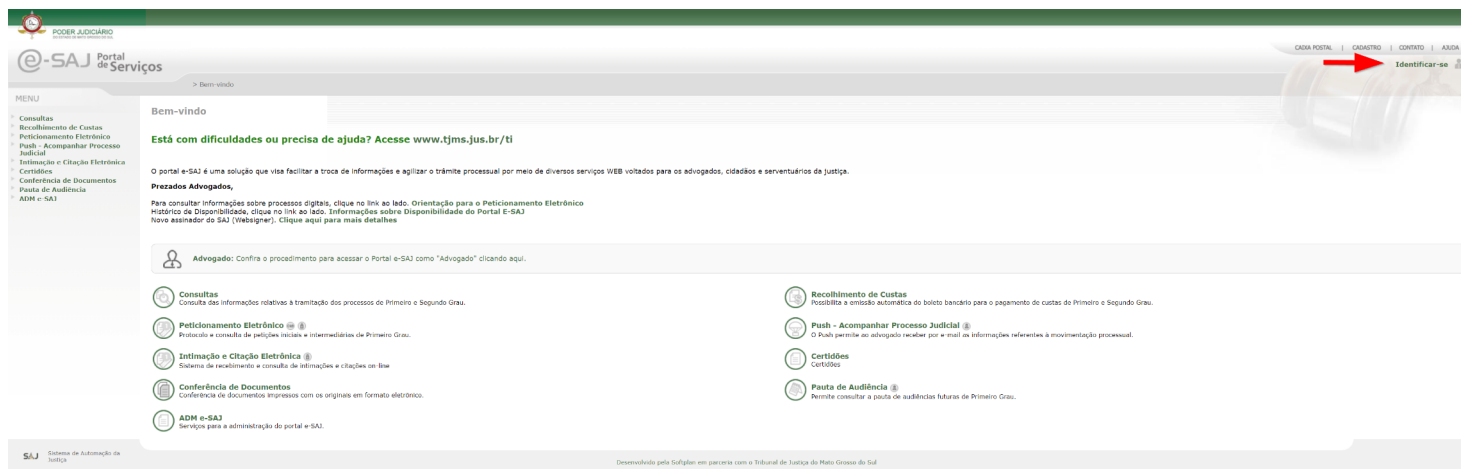 PODER JUDICIÁRIO
DO ESTADO DE MATO GROSSO DO SUL
e-SAJ Portal de Serviços
CAIXA POSTAL | CADASTRO | CONTATO | AJUDA
Identificar-se
> Bem-vindo
MENU
Consultas
Recolhimento de Custas
Peticionamento Eletrônico
Push - Acompanhar Processo
Judicial
Intimação e Citação Eletrônica
Certidões
Conferência de Documentos
Pauta de Audiência
ADM e-SAJ
Bem-vindo
Está com dificuldades ou precisa de ajuda? Acesse www.tjms.jus.br/ti
O portal e-SAJ é uma solução que visa facilitar a troca de informações e agilizar o trâmite processual por meio de diversos serviços WEB voltados para os advogados, cidadãos e serventuários da justiça.
Prezados Advogados,
Para consultar informações sobre processos digitais, clique no link ao lado. Orientação para o Peticionamento Eletrônico
Histórico de Disponibilidade, clique no link ao lado. Informações sobre Disponibilidade do Portal E-SAJ
Novo assinador do SAJ (Websigner). Clique aqui para mais detalhes
Advogado: Confira o procedimento para acessar o Portal e-SAJ como "Advogado" clicando aqui.
Consultas
Consulta das informações relativas à tramitação dos processos de Primeiro e Segundo Grau.
Peticionamento Eletrônico
Protocolo e consulta de petições iniciais e intermediárias de Primeiro Grau.
Intimação e Citação Eletrônica
Sistema de recebimento e consulta de intimações e citações on-line
Conferência de Documentos
Conferência de documentos impressos com os originais em formato eletrônico.
ADM e-SAJ
Serviços para a administração do portal e-SAJ.
Recolhimento de Custas
Possibilita a emissão automática do boleto bancário para o pagamento de custas de Primeiro e Segundo Grau.
Push - Acompanhar Processo Judicial
O Push permite ao advogado receber por e-mail as informações referentes à movimentação processual.
Certidões
Certidões
Pauta de Audiência
Permite consultar a pauta de audiências futuras de Primeiro Grau.
SAJ Sistema de Automação da
Justiça
Desenvolvido pela Softplan em parceria com o Tribunal de Justiça do Mato Grosso do Sul